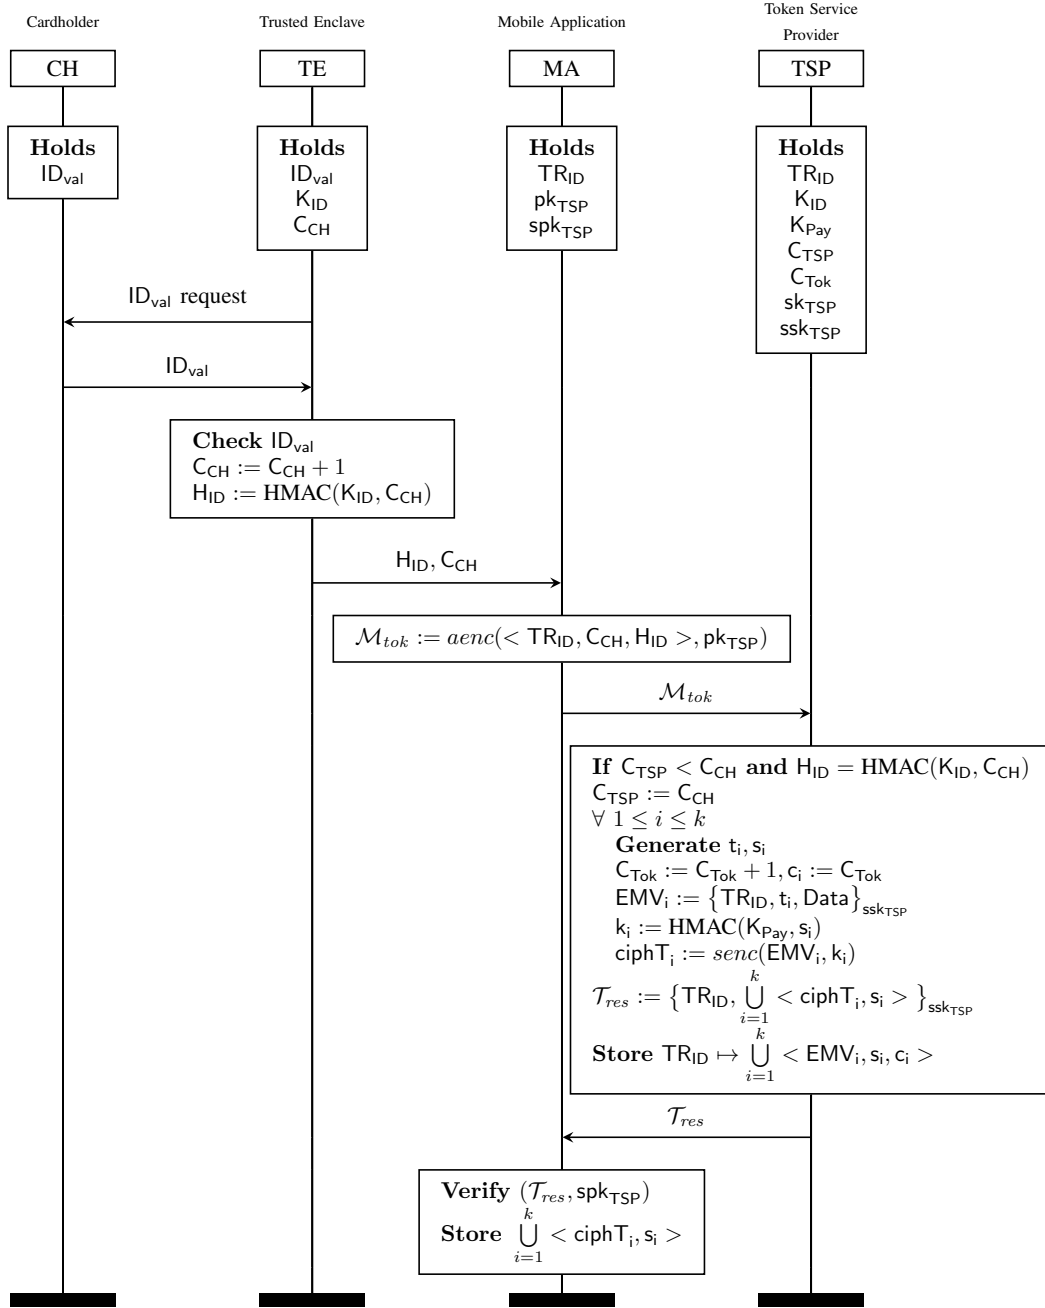 Cardholder
Trusted Enclave
Mobile Application
Token Service
Provider
CH
TE
MA
TSP
Holds
ID_val
Holds
ID_val
K_ID
C_CH
Holds
TR_ID
pk_TSP
spk_TSP
Holds
TR_ID
K_ID
K_Pay
C_TSP
C_Tok
sk_TSP
ssk_TSP
ID_val request
ID_val
Check ID_val
C_CH := C_CH + 1
H_ID := HMAC(K_ID, C_CH)
H_ID, C_CH
ℳ_tok := aenc(< TR_ID, C_CH, H_ID >, pk_TSP)
ℳ_tok
If C_TSP < C_CH and H_ID = HMAC(K_ID, C_CH)
C_TSP := C_CH
∀ 1 ≤ i ≤ k
Generate t_i, s_i
C_Tok := C_Tok + 1, c_i := C_Tok
EMV_i := {TR_ID, t_i, Data}_ssk_TSP
k_i := HMAC(K_Pay, s_i)
ciphT_i := senc(EMV_i, k_i)
𝒯_res := {TR_ID, ⋃_{i=1}^{k} < ciphT_i, s_i > }_ssk_TSP
Store TR_ID ↦ ⋃_{i=1}^{k} < EMV_i, s_i, c_i >
𝒯_res
Verify (𝒯_res, spk_TSP)
Store ⋃_{i=1}^{k} < ciphT_i, s_i >